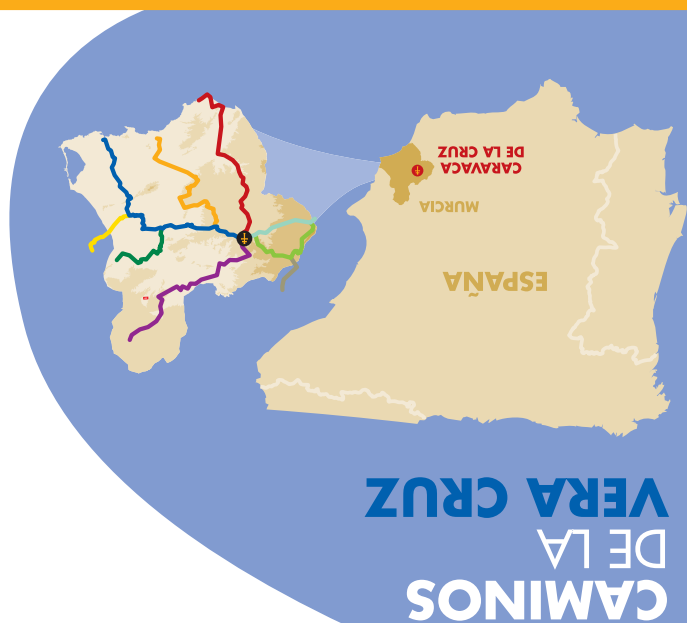 CAMINOS
DE LA
VERA CRUZ
ESPAÑA
MURCIA
CARAVACA
DE LA CRUZ